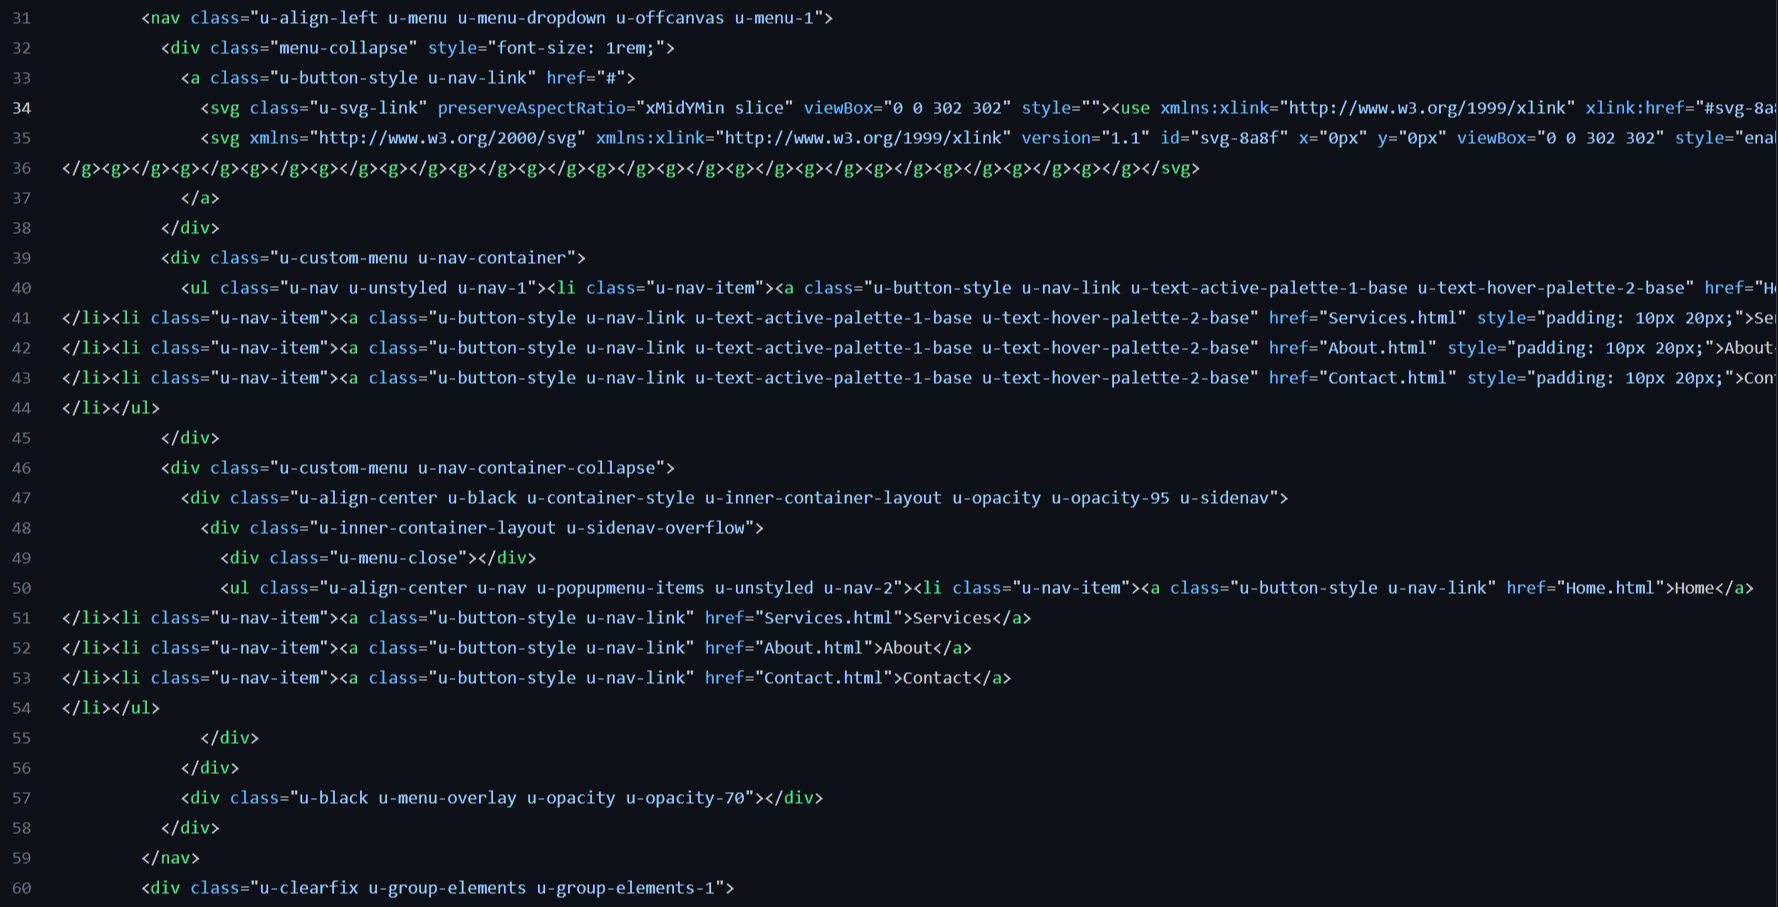 31 <nav class="u-align-left u-menu u-menu-dropdown u-offcanvas u-menu-1">
32 <div class="menu-collapse" style="font-size: 1rem;">
33 <a class="u-button-style u-nav-link" href="#">
34 <svg class="u-svg-link" preserveAspectRatio="xMidYMin slice" viewBox="0 0 302 302" style=""><use xmlns:xlink="http://www.w3.org/1999/xlink" xlink:href="#svg-8a8
35 <svg xmlns="http://www.w3.org/2000/svg" xmlns:xlink="http://www.w3.org/1999/xlink" version="1.1" id="svg-8a8f" x="0px" y="0px" viewBox="0 0 302 302" style="ena
36 </g><g></g><g></g><g></g><g></g><g></g><g></g><g></g><g></g><g></g><g></g><g></g><g></g><g></g><g></g><g></g></svg>
37 </a>
38 </div>
39 <div class="u-custom-menu u-nav-container">
40 <ul class="u-nav u-unstyled u-nav-1"><li class="u-nav-item"><a class="u-button-style u-nav-link u-text-active-palette-1-base u-text-hover-palette-2-base" href="H
41 </li><li class="u-nav-item"><a class="u-button-style u-nav-link u-text-active-palette-1-base u-text-hover-palette-2-base" href="Services.html" style="padding: 10px 20px;">Se
42 </li><li class="u-nav-item"><a class="u-button-style u-nav-link u-text-active-palette-1-base u-text-hover-palette-2-base" href="About.html" style="padding: 10px 20px;">About
43 </li><li class="u-nav-item"><a class="u-button-style u-nav-link u-text-active-palette-1-base u-text-hover-palette-2-base" href="Contact.html" style="padding: 10px 20px;">Con
44 </li></ul>
45 </div>
46 <div class="u-custom-menu u-nav-container-collapse">
47 <div class="u-align-center u-black u-container-style u-inner-container-layout u-opacity u-opacity-95 u-sidenav">
48 <div class="u-inner-container-layout u-sidenav-overflow">
49 <div class="u-menu-close"></div>
50 <ul class="u-align-center u-nav u-popupmenu-items u-unstyled u-nav-2"><li class="u-nav-item"><a class="u-button-style u-nav-link" href="Home.html">Home</a>
51 </li><li class="u-nav-item"><a class="u-button-style u-nav-link" href="Services.html">Services</a>
52 </li><li class="u-nav-item"><a class="u-button-style u-nav-link" href="About.html">About</a>
53 </li><li class="u-nav-item"><a class="u-button-style u-nav-link" href="Contact.html">Contact</a>
54 </li></ul>
55 </div>
56 </div>
57 <div class="u-black u-menu-overlay u-opacity u-opacity-70"></div>
58 </div>
59 </nav>
60 <div class="u-clearfix u-group-elements u-group-elements-1">